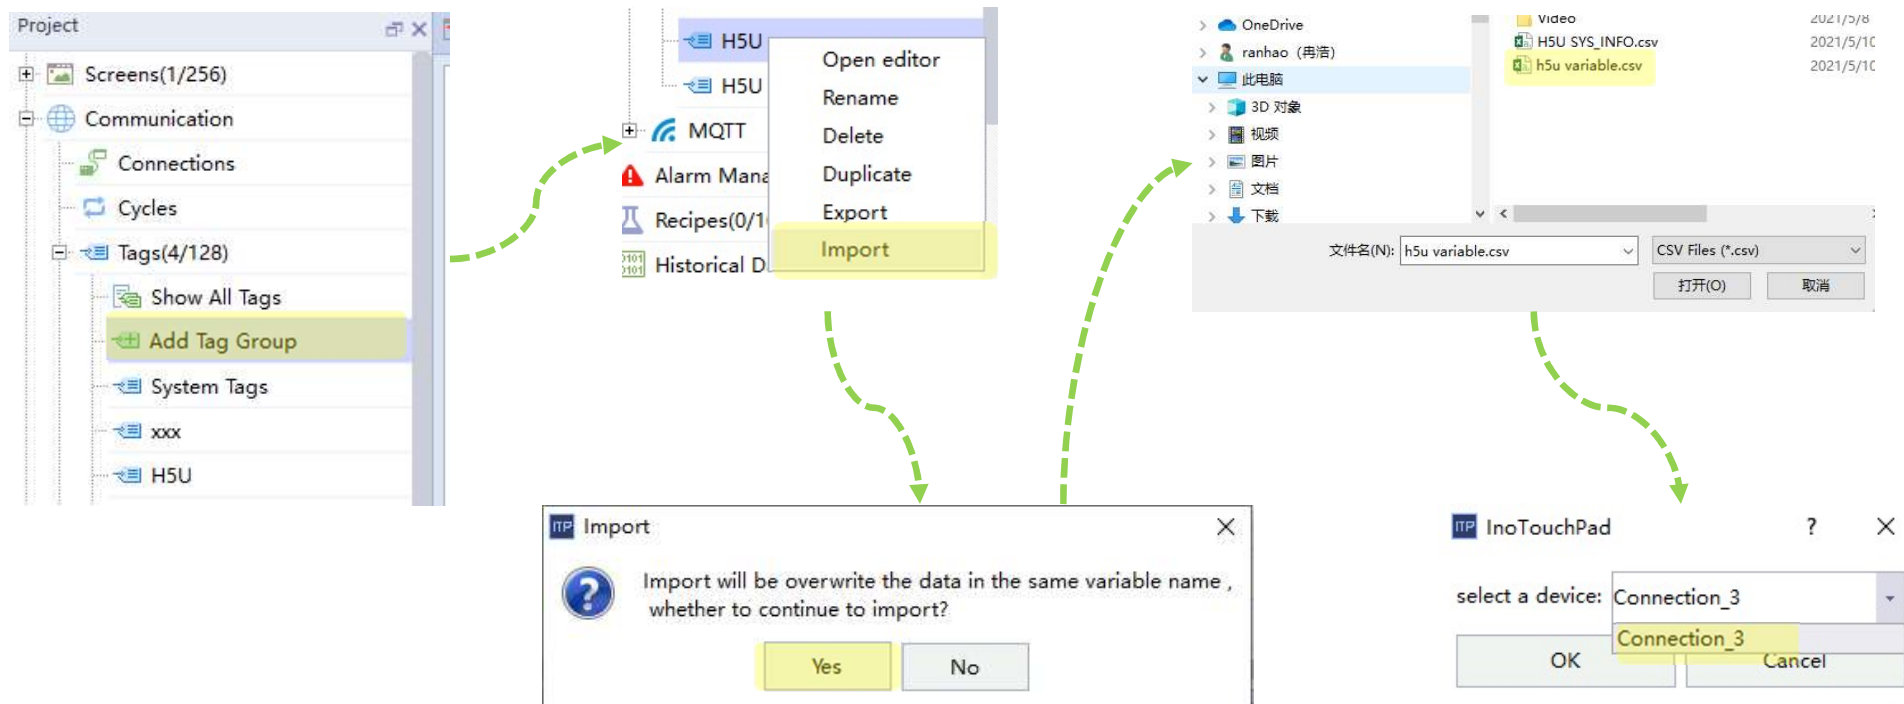 Project
Screens(1/256)
Communication
Connections
Cycles
Tags(4/128)
Show All Tags
Add Tag Group
System Tags
xxx
H5U
H5U
H5U
MQTT
Alarm Mana
Recipes(0/1
Historical D
Open editor
Rename
Delete
Duplicate
Export
Import
OneDrive
ranhao (冉浩)
此电脑
3D 对象
视频
图片
文档
下载
Video 2021/5/8
H5U SYS_INFO.csv 2021/5/10
h5u variable.csv 2021/5/10
文件名(N): h5u variable.csv CSV Files (*.csv)
打开(O) 取消
ITP Import
Import will be overwrite the data in the same variable name ,
whether to continue to import?
Yes No
ITP InoTouchPad ?
select a device: Connection_3
Connection_3
OK Cancel